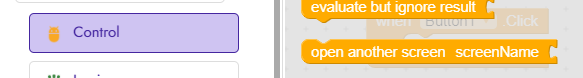 evaluate but ignore result
when Button1 .Click
Control
open another screen screenName